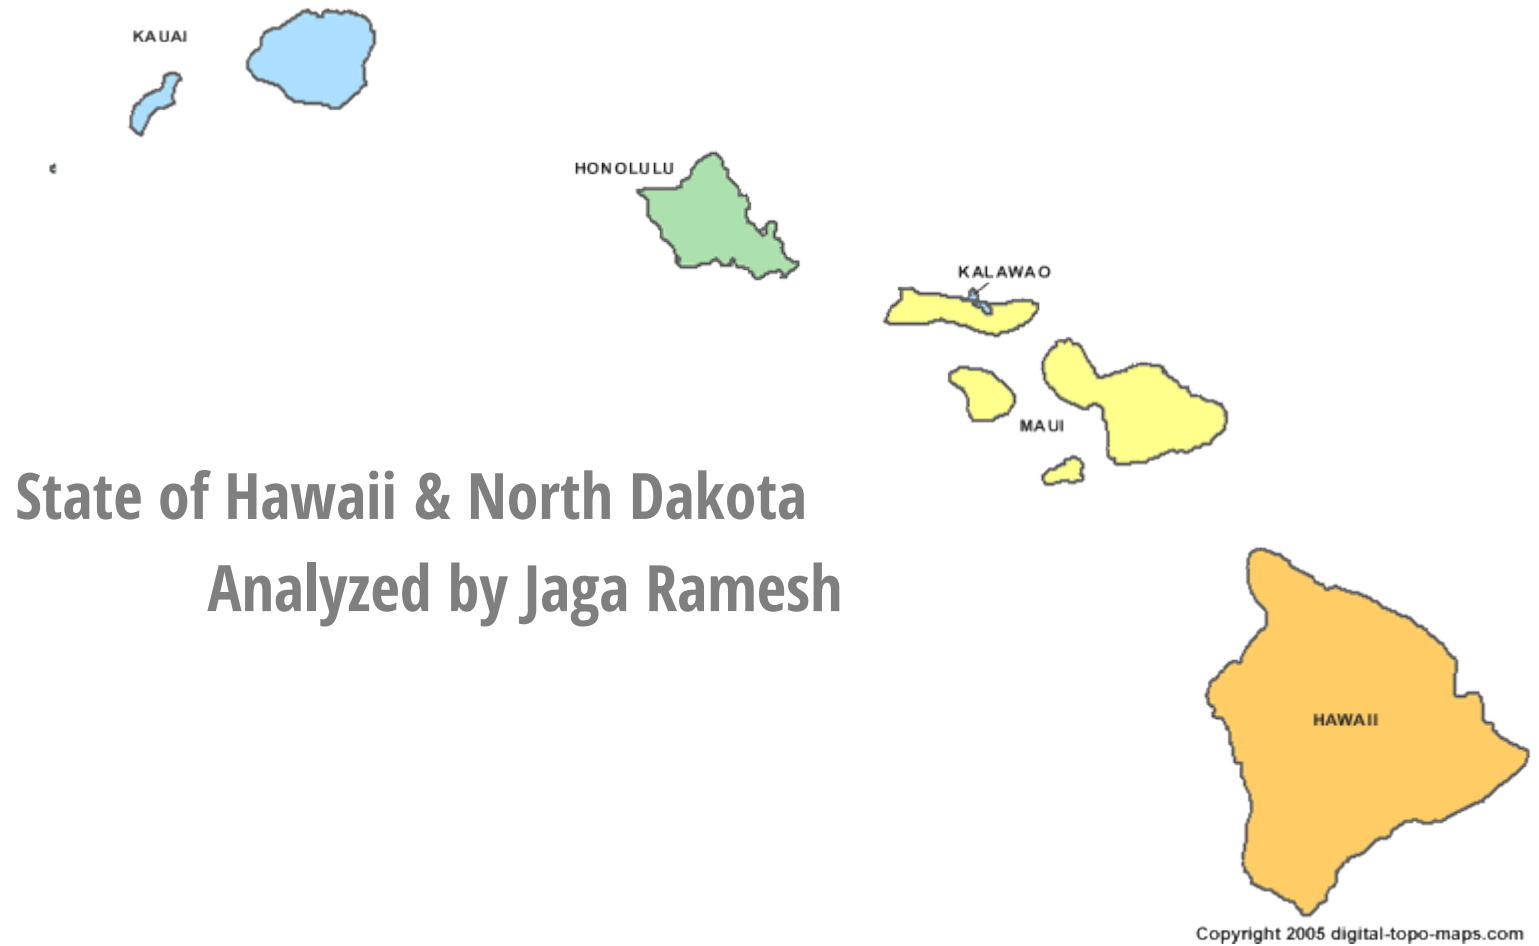 KAUAI
HONOLULU
KALAWAO
MAUI
State of Hawaii & North Dakota
Analyzed by Jaga Ramesh
HAWAII
Copyright 2005 digital-topo-maps.com